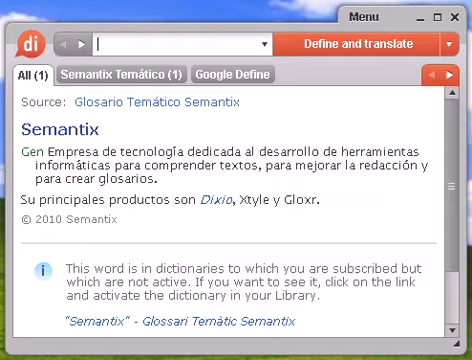 Menu
di
Define and translate
All (1)
Semantix Temático (1)
Google Define
Source: Glosario Temático Semantix
Semantix
Gen Empresa de tecnología dedicada al desarrollo de herramientas
informáticas para comprender textos, para mejorar la redacción y
para crear glosarios.
Su principales producten son Dixio, Xtyle y Gloxr.
© 2010 Semantix
i
This word is in dictionaries to which you are subscribed but
which are not active. If you want to see it, click on the link
and activate the dictionary in your Library.
"Semantix" - Glossari Temàtic Semantix